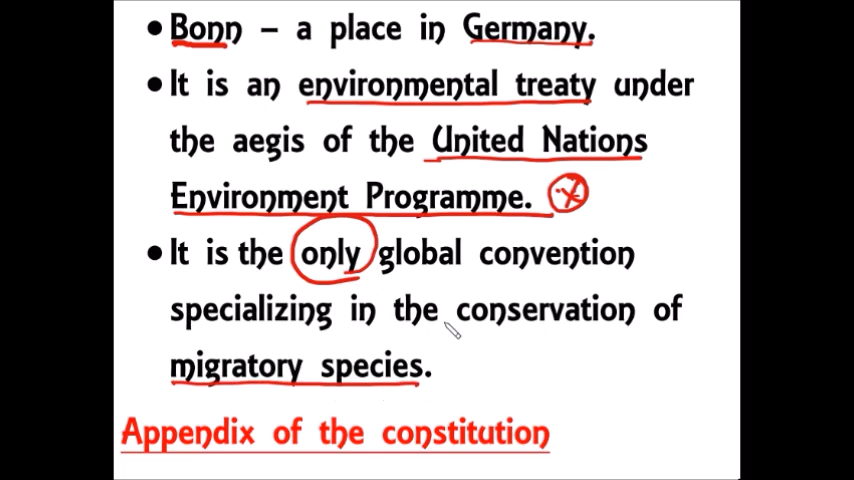 • Bonn – a place in Germany.
• It is an environmental treaty under
the aegis of the United Nations
Environment Programme.
• It is the only global convention
specializing in the conservation of
migratory species.
Appendix of the constitution